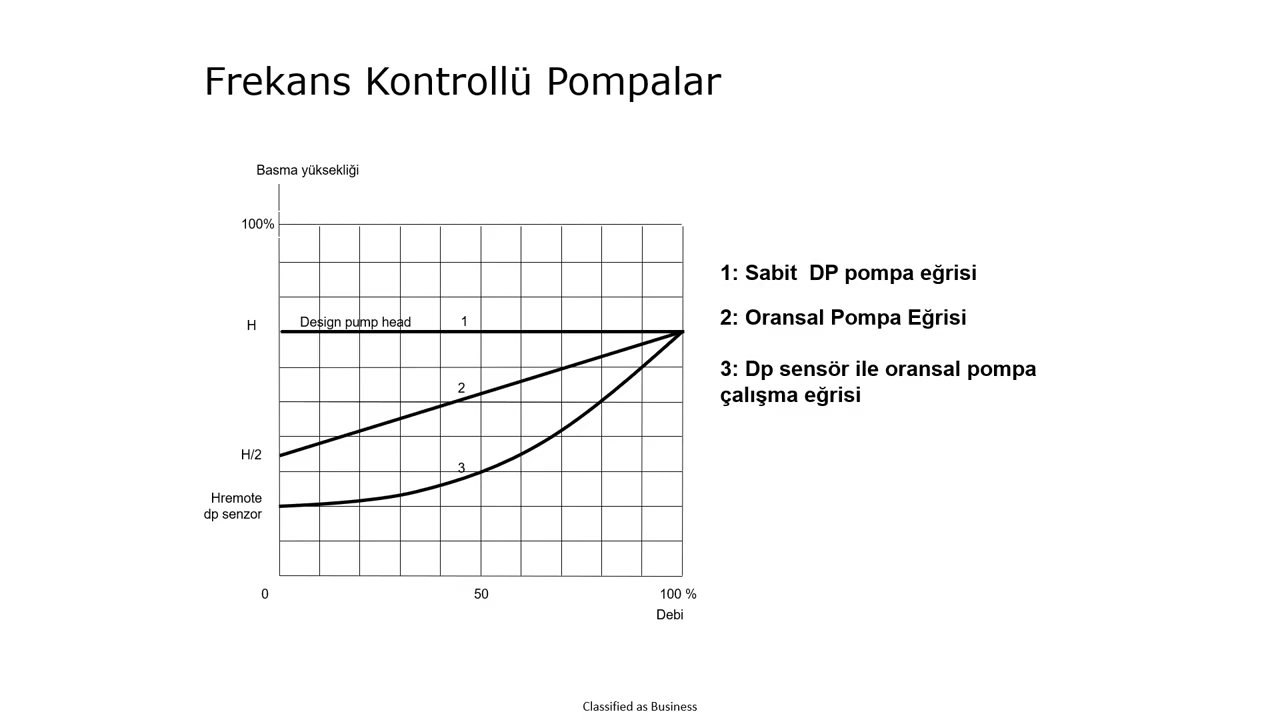 Frekans Kontrollü Pompalar
Basma yüksekliği
100%
H
Design pump head
1
2
H/2
3
Hremote
dp senzor
0
50
100 %
Debi
1: Sabit  DP pompa eğrisi
2: Oransal Pompa Eğrisi
3: Dp sensör ile oransal pompa
çalışma eğrisi
Classified as Business